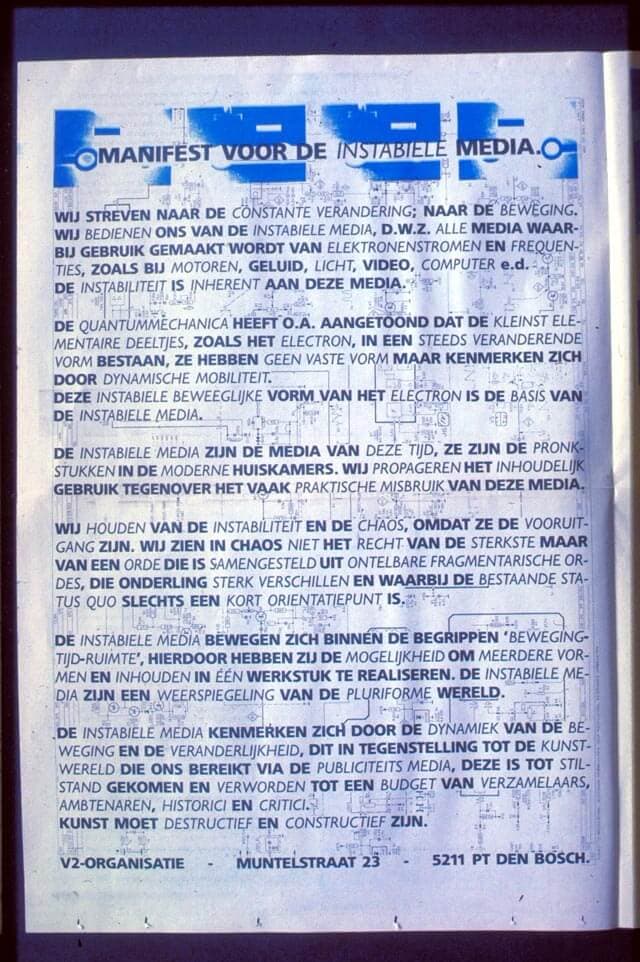 MANIFEST VOOR DE INSTABIELE MEDIA.
WIJ STREVEN NAAR DE CONSTANTE VERANDERING; NAAR DE BEWEGING.
WIJ BEDIENEN ONS VAN DE INSTABIELE MEDIA, D.W.Z. ALLE MEDIA WAAR-
BIJ GEBRUIK GEMAAKT WORDT VAN ELEKTRONENSTROMEN EN FREQUEN-
TIES, ZOALS BIJ MOTOREN, GELUID, LICHT, VIDEO, COMPUTER e.d.
DE INSTABILITEIT IS INHERENT AAN DEZE MEDIA.
DE QUANTUMMECHANICA HEEFT O.A. AANGETOOND DAT DE KLEINST ELE-
MENTAIRE DEELTJES, ZOALS HET ELECTRON, IN EEN STEEDS VERANDERENDE
VORM BESTAAN, ZE HEBBEN GEEN VASTE VORM MAAR KENMERKEN ZICH
DOOR DYNAMISCHE MOBILITEIT.
DEZE INSTABIELE BEWEEGLIJKE VORM VAN HET ELECTRON IS DE BASIS VAN
DE INSTABIELE MEDIA.
DE INSTABIELE MEDIA ZIJN DE MEDIA VAN DEZE TIJD, ZE ZIJN DE PRONK-
STUKKEN IN DE MODERNE HUISKAMERS. WIJ PROPAGEREN HET INHOUDELIJK
GEBRUIK TEGENOVER HET VAAK PRAKTISCHE MISBRUIK VAN DEZE MEDIA.
WIJ HOUDEN VAN DE INSTABILITEIT EN DE CHAOS, OMDAT ZE DE VOORUIT-
GANG ZIJN. WIJ ZIEN IN CHAOS NIET HET RECHT VAN DE STERKSTE MAAR
VAN EEN ORDE DIE IS SAMENGESTELD UIT ONTELBARE FRAGMENTARISCHE OR-
DES, DIE ONDERLING STERK VERSCHILLEN EN WAARBIJ DE BESTAANDE STA-
TUS QUO SLECHTS EEN KORT ORIENTATIEPUNT IS.
DE INSTABIELE MEDIA BEWEGEN ZICH BINNEN DE BEGRIPPEN 'BEWEGING-
TIJD-RUIMTE', HIERDOOR HEBBEN ZIJ DE MOGELIJKHEID OM MEERDERE VOR-
MEN EN INHOUDEN IN ÉÉN WERKSTUK TE REALISEREN. DE INSTABIELE ME-
DIA ZIJN EEN WEERSPIEGELING VAN DE PLURIFORME WERELD.
DE INSTABIELE MEDIA KENMERKEN ZICH DOOR DE DYNAMIEK VAN DE BE-
WEGING EN DE VERANDERLIJKHEID, DIT IN TEGENSTELLING TOT DE KUNST-
WERELD DIE ONS BEREIKT VIA DE PUBLICITEITS MEDIA, DEZE IS TOT STIL-
STAND GEKOMEN EN VERWORDEN TOT EEN BUDGET VAN VERZAMELAARS,
AMBTENAREN, HISTORICI EN CRITICI.
KUNST MOET DESTRUCTIEF EN CONSTRUCTIEF ZIJN.
V2-ORGANISATIE - MUNTELSTRAAT 23 - 5211 PT DEN BOSCH.